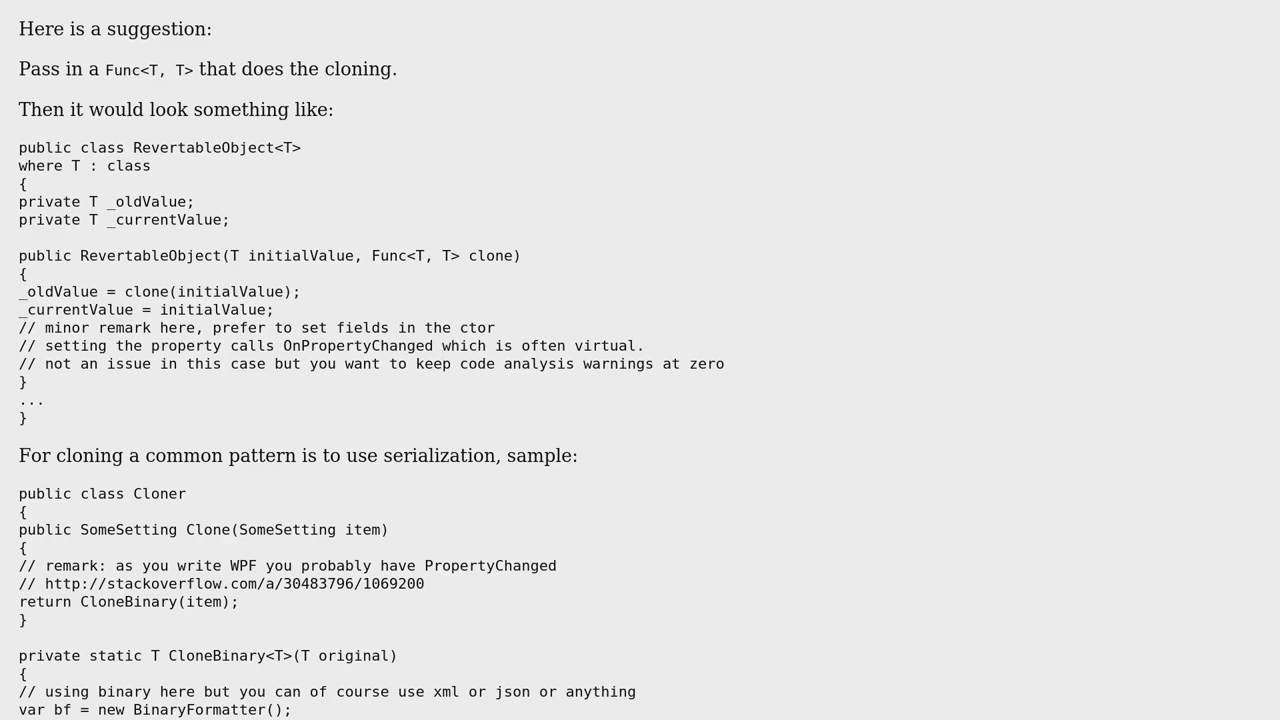 Here is a suggestion:
Pass in a Func<T, T> that does the cloning.
Then it would look something like:
public class RevertableObject<T>
where T : class
{
private T _oldValue;
private T _currentValue;
public RevertableObject(T initialValue, Func<T, T> clone)
{
_oldValue = clone(initialValue);
_currentValue = initialValue;
// minor remark here, prefer to set fields in the ctor
// setting the property calls OnPropertyChanged which is often virtual.
// not an issue in this case but you want to keep code analysis warnings at zero
}
...
}
For cloning a common pattern is to use serialization, sample:
public class Cloner
{
public SomeSetting Clone(SomeSetting item)
{
// remark: as you write WPF you probably have PropertyChanged
// http://stackoverflow.com/a/30483796/1069200
return CloneBinary(item);
}
private static T CloneBinary<T>(T original)
{
// using binary here but you can of course use xml or json or anything
var bf = new BinaryFormatter();